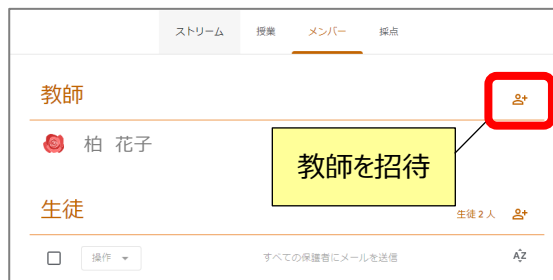 ストリーム 授業 メンバー 採点
教師
柏 花子
教師を招待
生徒
生徒 2 人
操作 すべての保護者にメールを送信 AZ